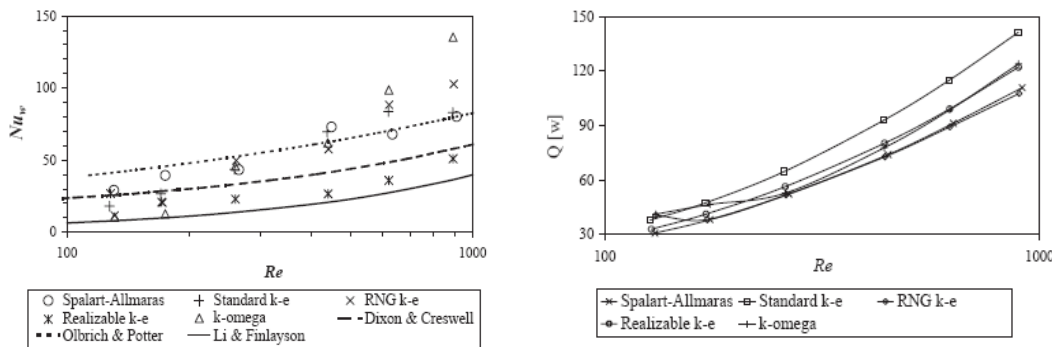 150
100
50
0
Nu_w
100
1000
Re
Spalart-Allmaras
Standard k-e
RNG k-e
Realizable k-e
k-omega
Dixon & Creswell
Olbrich & Potter
Li & Finlayson
150
120
90
60
30
Q [w]
100
1000
Re
Spalart-Allmaras
Standard k-e
RNG k-e
Realizable k-e
k-omega